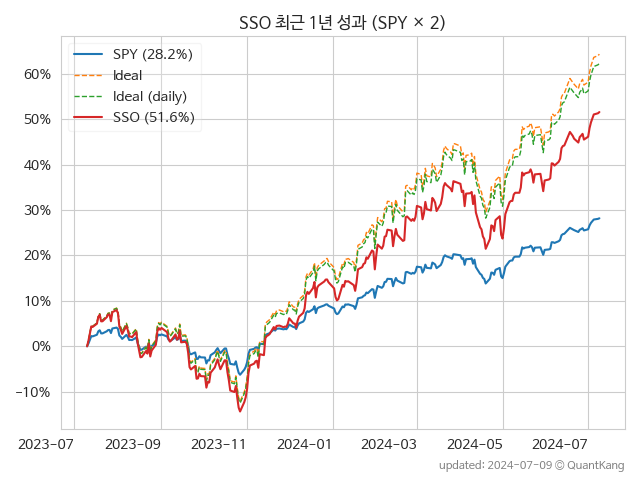 SSO 최근 1년 성과 (SPY × 2)
SPY (28.2%)
Ideal
Ideal (daily)
SSO (51.6%)
60%
50%
40%
30%
20%
10%
0%
−10%
2023-07 2023-09 2023-11 2024-01 2024-03 2024-05 2024-07
updated: 2024-07-09 © QuantKang